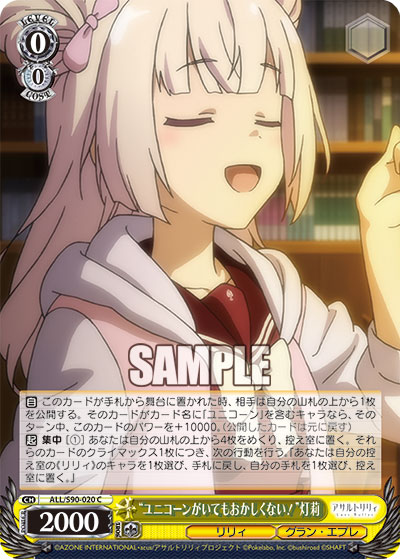 LEVEL
0
0
COST
SAMPLE
自 このカードが手札から舞台に置かれた時、相手は自分の山札の上から1枚
を公開する。そのカードがカード名に「ユニコーン」を含むキャラなら、その
ターン中、このカードのパワーを+10000。(公開したカードは元に戻す)
自 集中 [① あなたは自分の山札の上から4枚をめくり、控え室に置く。それ
らのカードのクライマックス1枚につき、次の行動を行う。『あなたは自分の控
え室の《リリィ》のキャラを1枚選び、手札に戻し、自分の手札を1枚選び、控
え室に置く。』
CH ALL/S90-020 C
"ユニコーンがいてもおかしくない!"灯莉
アサルトリリィ
2000
リリィ
グラン・エプレ
©AZONE INTERNATIONAL・acus/アサルトリリィプロジェクト ©Pokelabo, Inc. ©bushiroad ©SHAFT